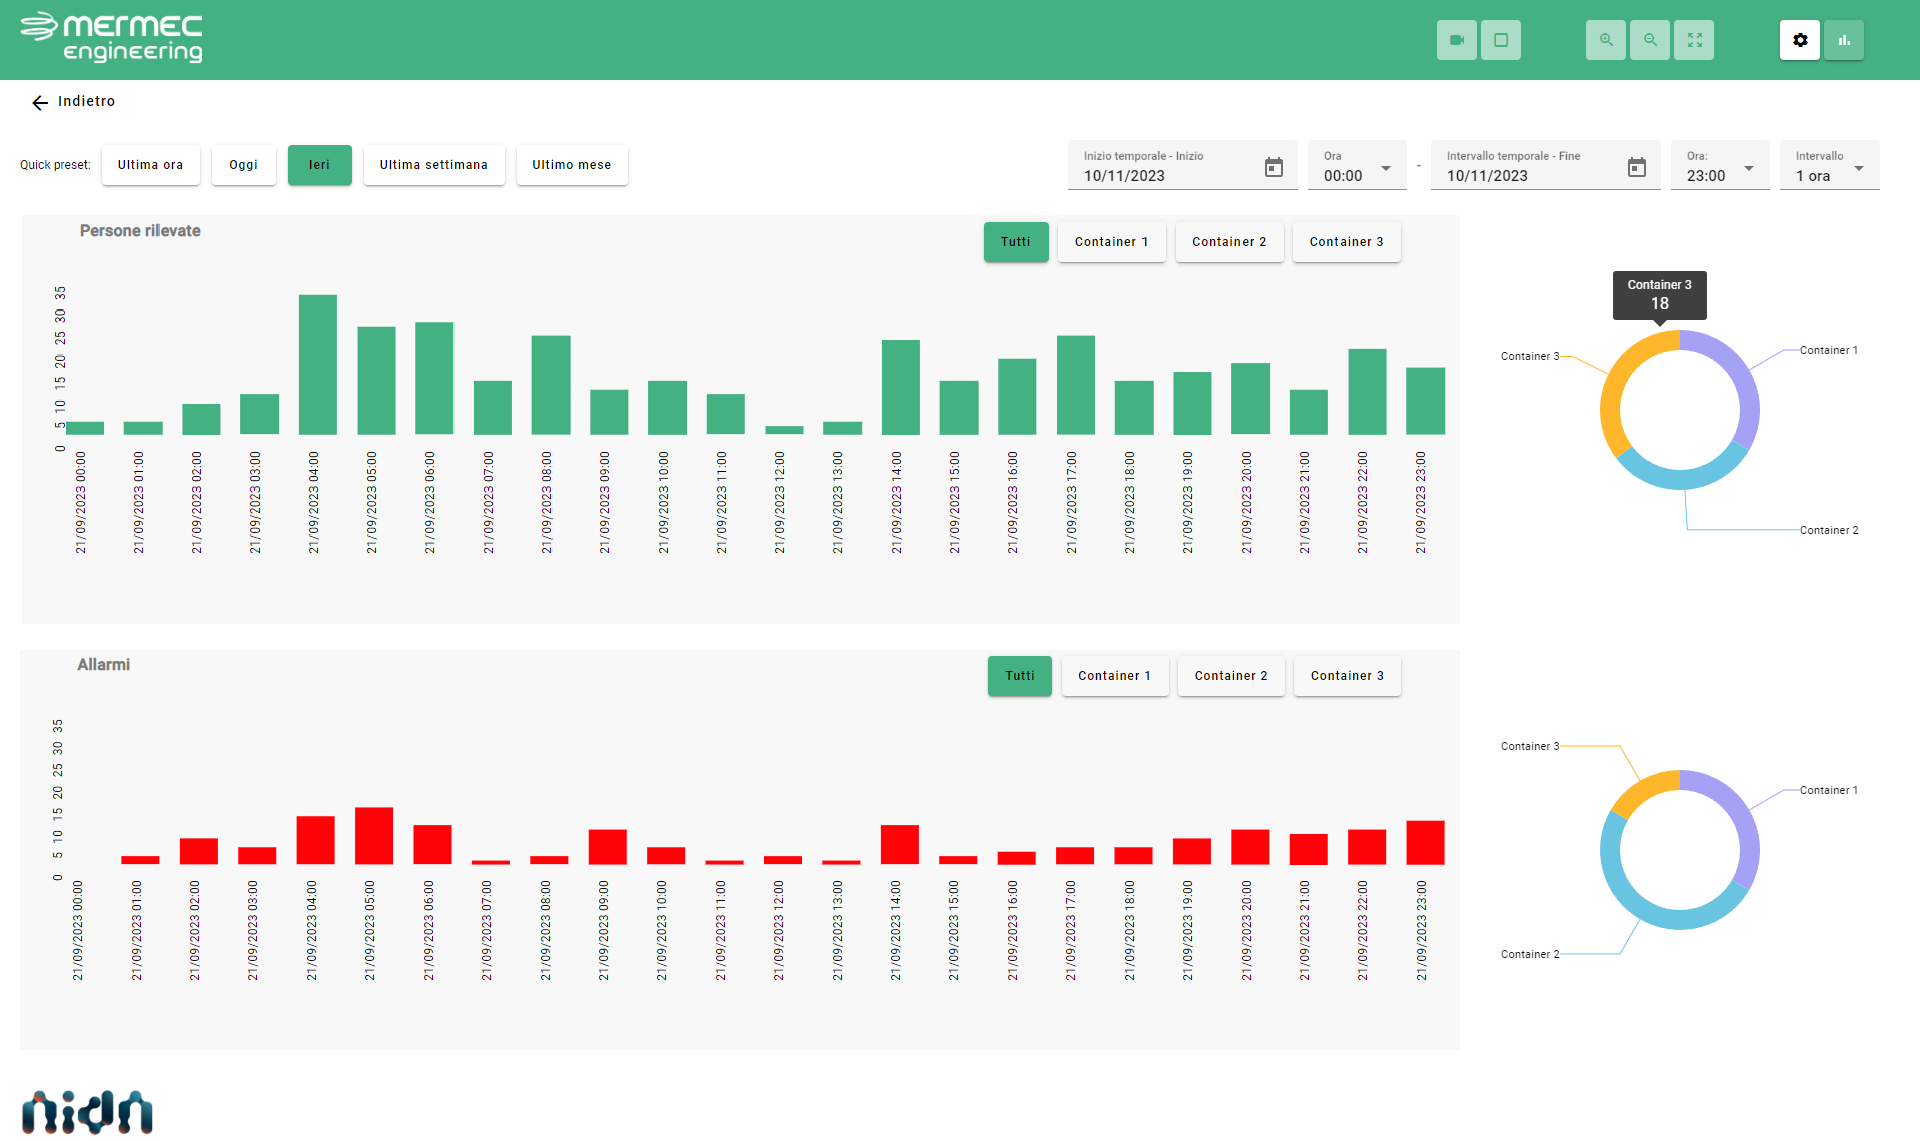 mermec
engineering
Indietro
Quick preset:
Ultima ora
Oggi
Ieri
Ultima settimana
Ultimo mese
Inizio temporale - Inizio
10/11/2023
Ora
00:00
-
Intervallo temporale - Fine
10/11/2023
Ora:
23:00
Intervallo
1 ora
Persone rilevate
Tutti
Container 1
Container 2
Container 3
35
30
25
20
15
10
5
0
21/09/2023 00:00
21/09/2023 01:00
21/09/2023 02:00
21/09/2023 03:00
21/09/2023 04:00
21/09/2023 05:00
21/09/2023 06:00
21/09/2023 07:00
21/09/2023 08:00
21/09/2023 09:00
21/09/2023 10:00
21/09/2023 11:00
21/09/2023 12:00
21/09/2023 13:00
21/09/2023 14:00
21/09/2023 15:00
21/09/2023 16:00
21/09/2023 17:00
21/09/2023 18:00
21/09/2023 19:00
21/09/2023 20:00
21/09/2023 21:00
21/09/2023 22:00
21/09/2023 23:00
Container 3
18
Container 3
Container 1
Container 2
Allarmi
Tutti
Container 1
Container 2
Container 3
35
30
25
20
15
10
5
0
21/09/2023 00:00
21/09/2023 01:00
21/09/2023 02:00
21/09/2023 03:00
21/09/2023 04:00
21/09/2023 05:00
21/09/2023 06:00
21/09/2023 07:00
21/09/2023 08:00
21/09/2023 09:00
21/09/2023 10:00
21/09/2023 11:00
21/09/2023 12:00
21/09/2023 13:00
21/09/2023 14:00
21/09/2023 15:00
21/09/2023 16:00
21/09/2023 17:00
21/09/2023 18:00
21/09/2023 19:00
21/09/2023 20:00
21/09/2023 21:00
21/09/2023 22:00
21/09/2023 23:00
Container 3
Container 1
Container 2
nidn